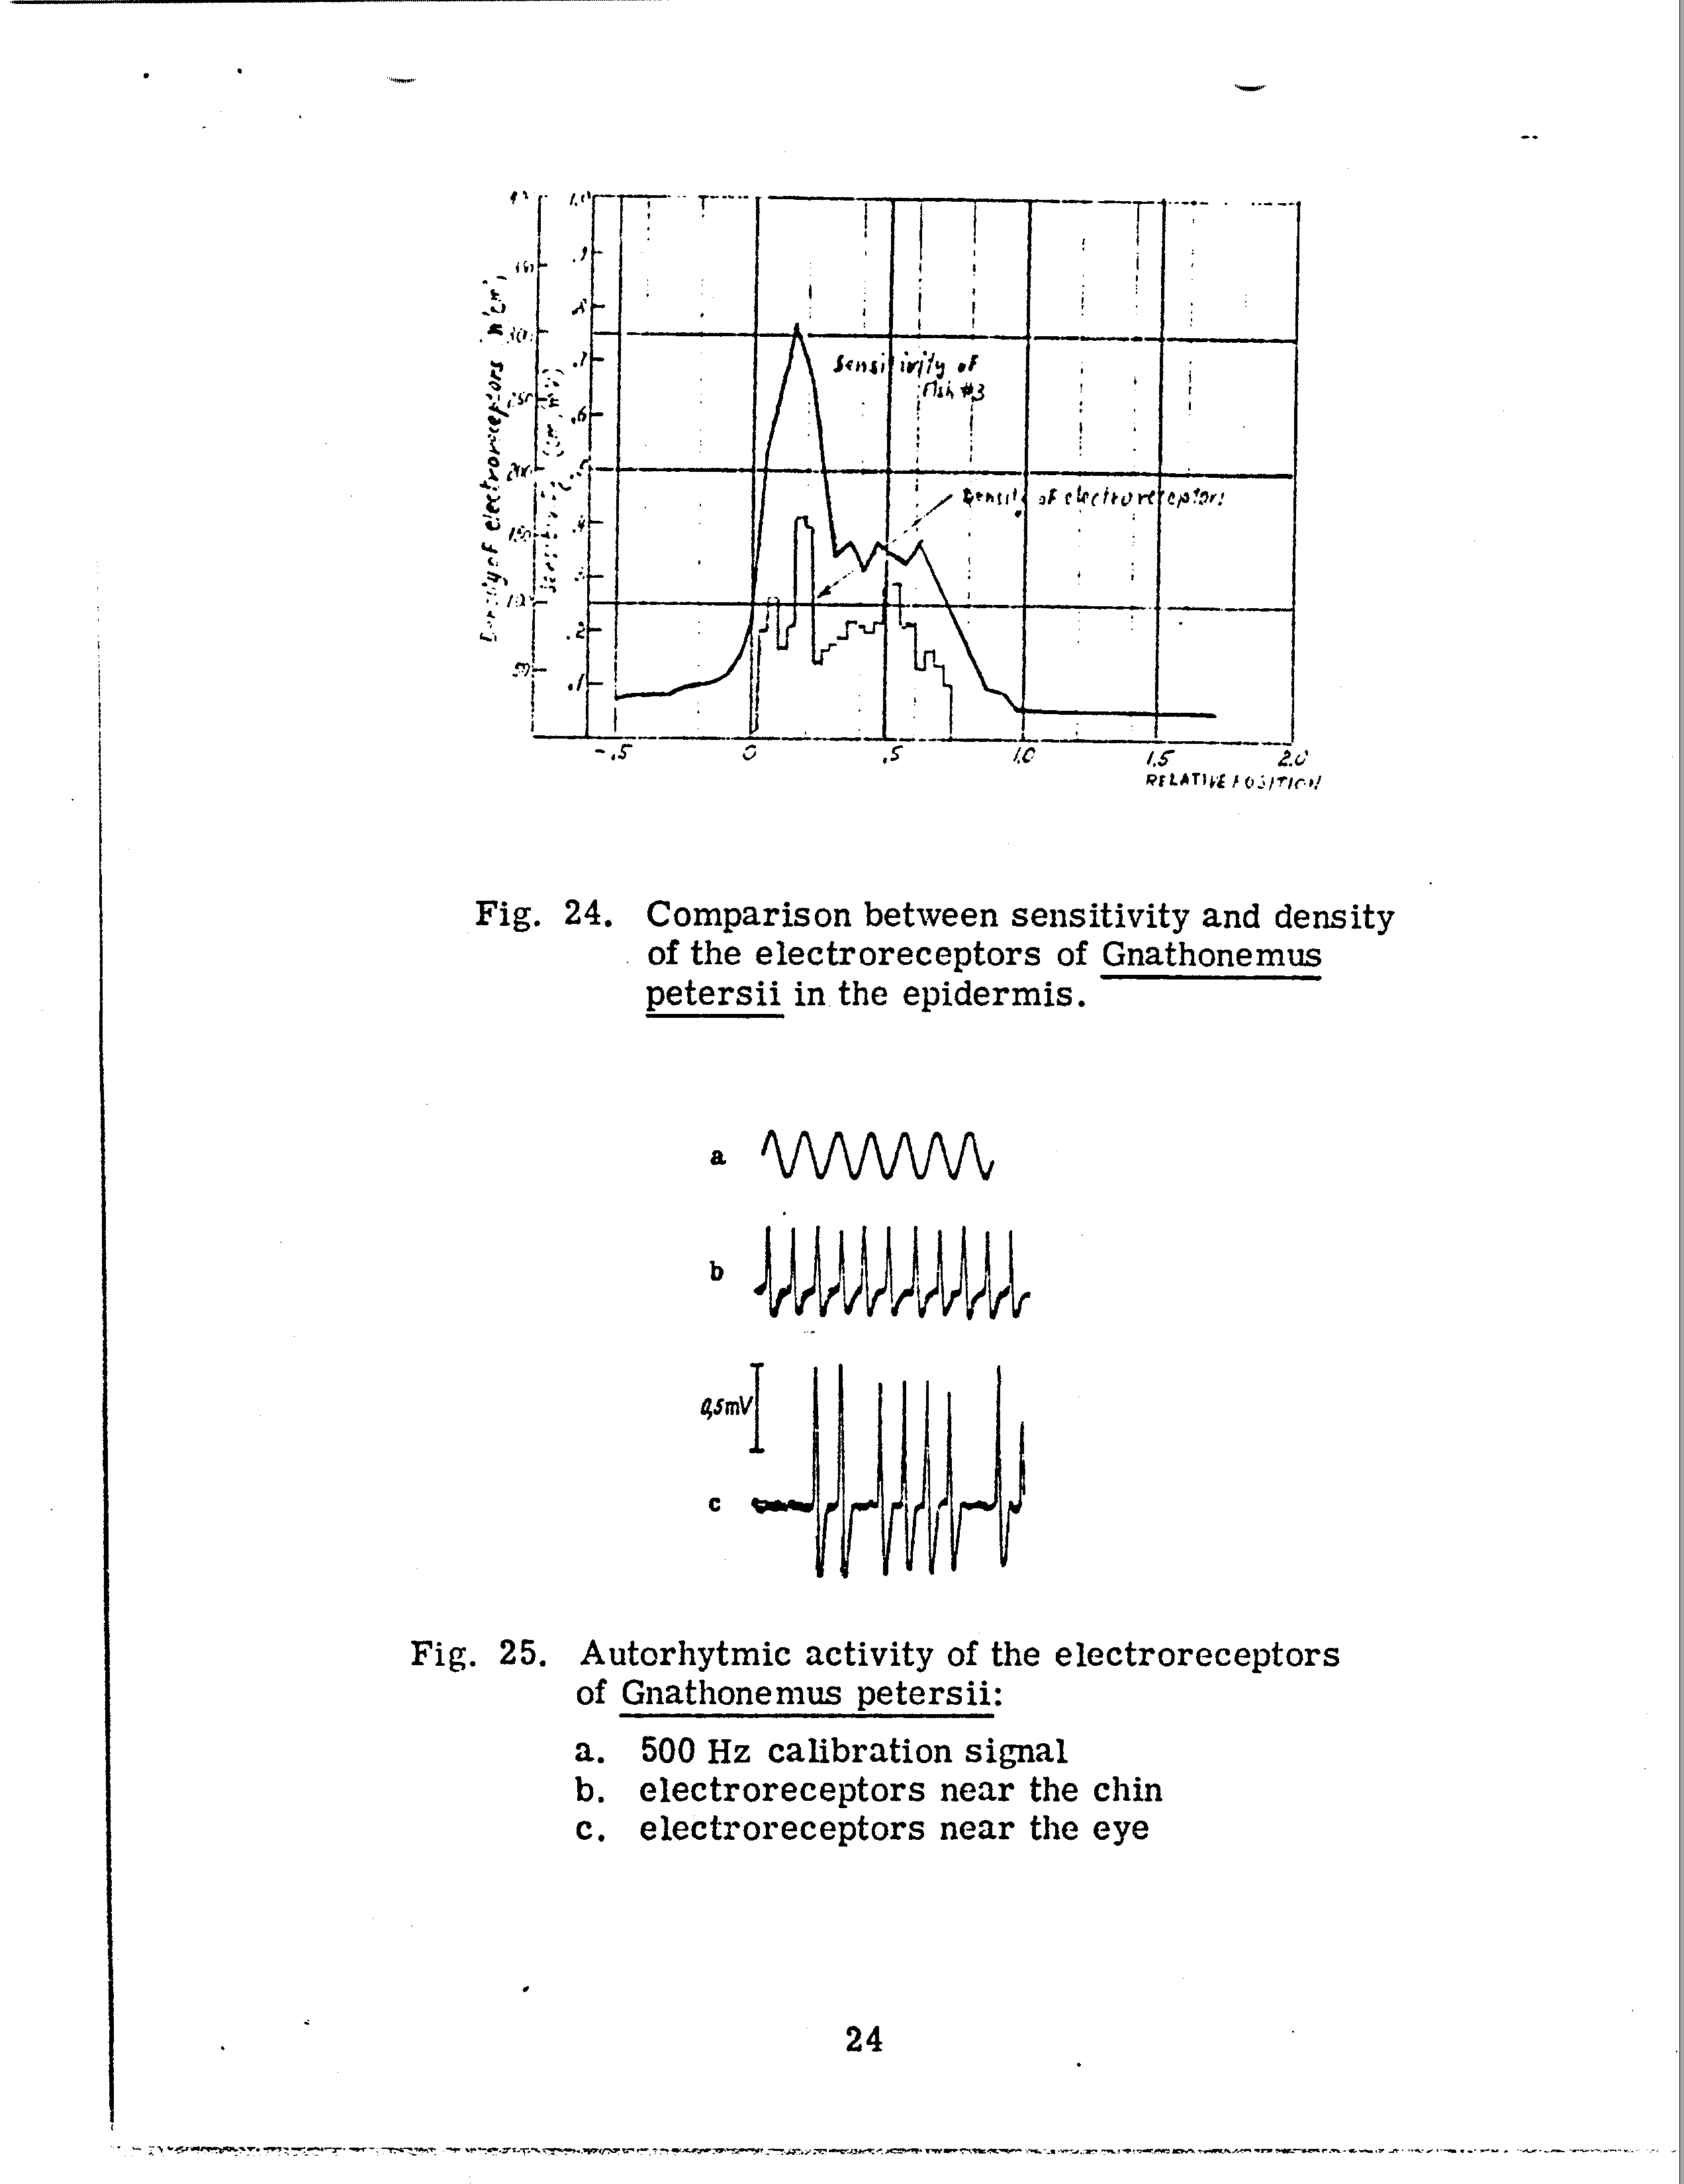 1.0
.9
.8
.7
.6
.5
.4
.3
.2
.1
300
250
200
150
100
50
Density of electroreceptors
Sensitivity of
Fish #3
Density of electroreceptors
-.5 0 .5 1.0 1.5 2.0
RELATIVE POSITION
Fig. 24. Comparison between sensitivity and density
of the electroreceptors of Gnathonemus
petersii in the epidermis.
a
b
0,5mV
c
Fig. 25. Autorhytmic activity of the electroreceptors
of Gnathonemus petersii:
a. 500 Hz calibration signal
b. electroreceptors near the chin
c. electroreceptors near the eye
24